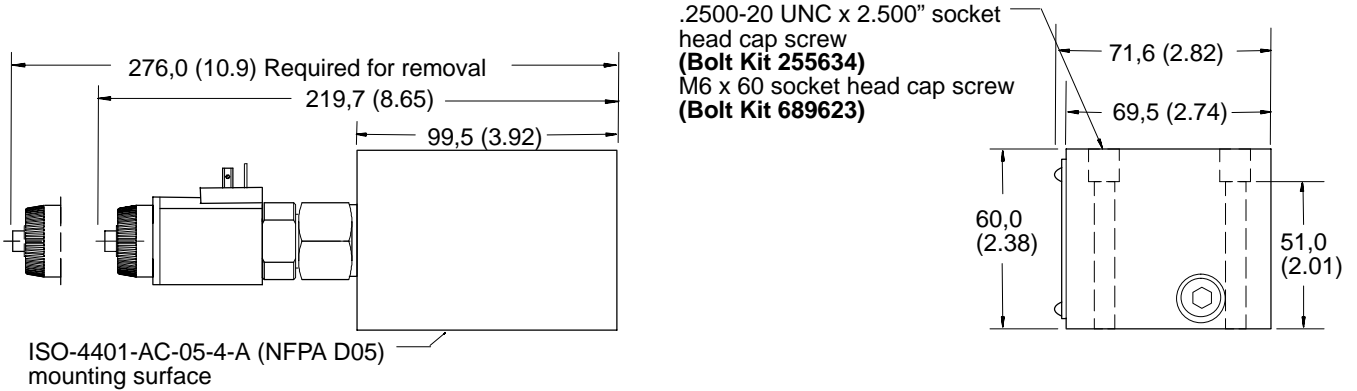 276,0 (10.9) Required for removal
219,7 (8.65)
99,5 (3.92)
ISO-4401-AC-05-4-A (NFPA D05)
mounting surface
.2500-20 UNC x 2.500” socket
head cap screw
(Bolt Kit 255634)
M6 x 60 socket head cap screw
(Bolt Kit 689623)
71,6 (2.82)
69,5 (2.74)
60,0
(2.38)
51,0
(2.01)